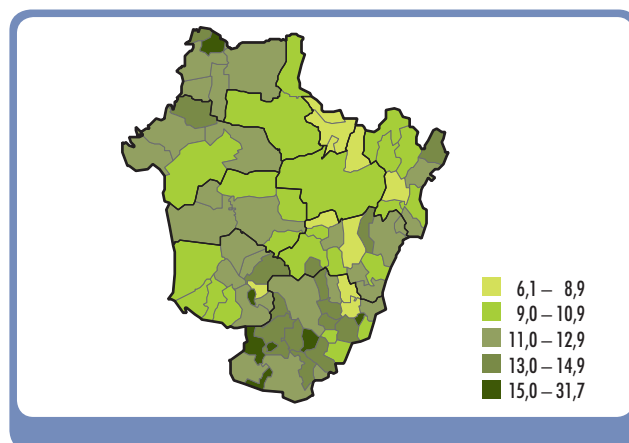 6,1 – 8,9
9,0 – 10,9
11,0 – 12,9
13,0 – 14,9
15,0 – 31,7